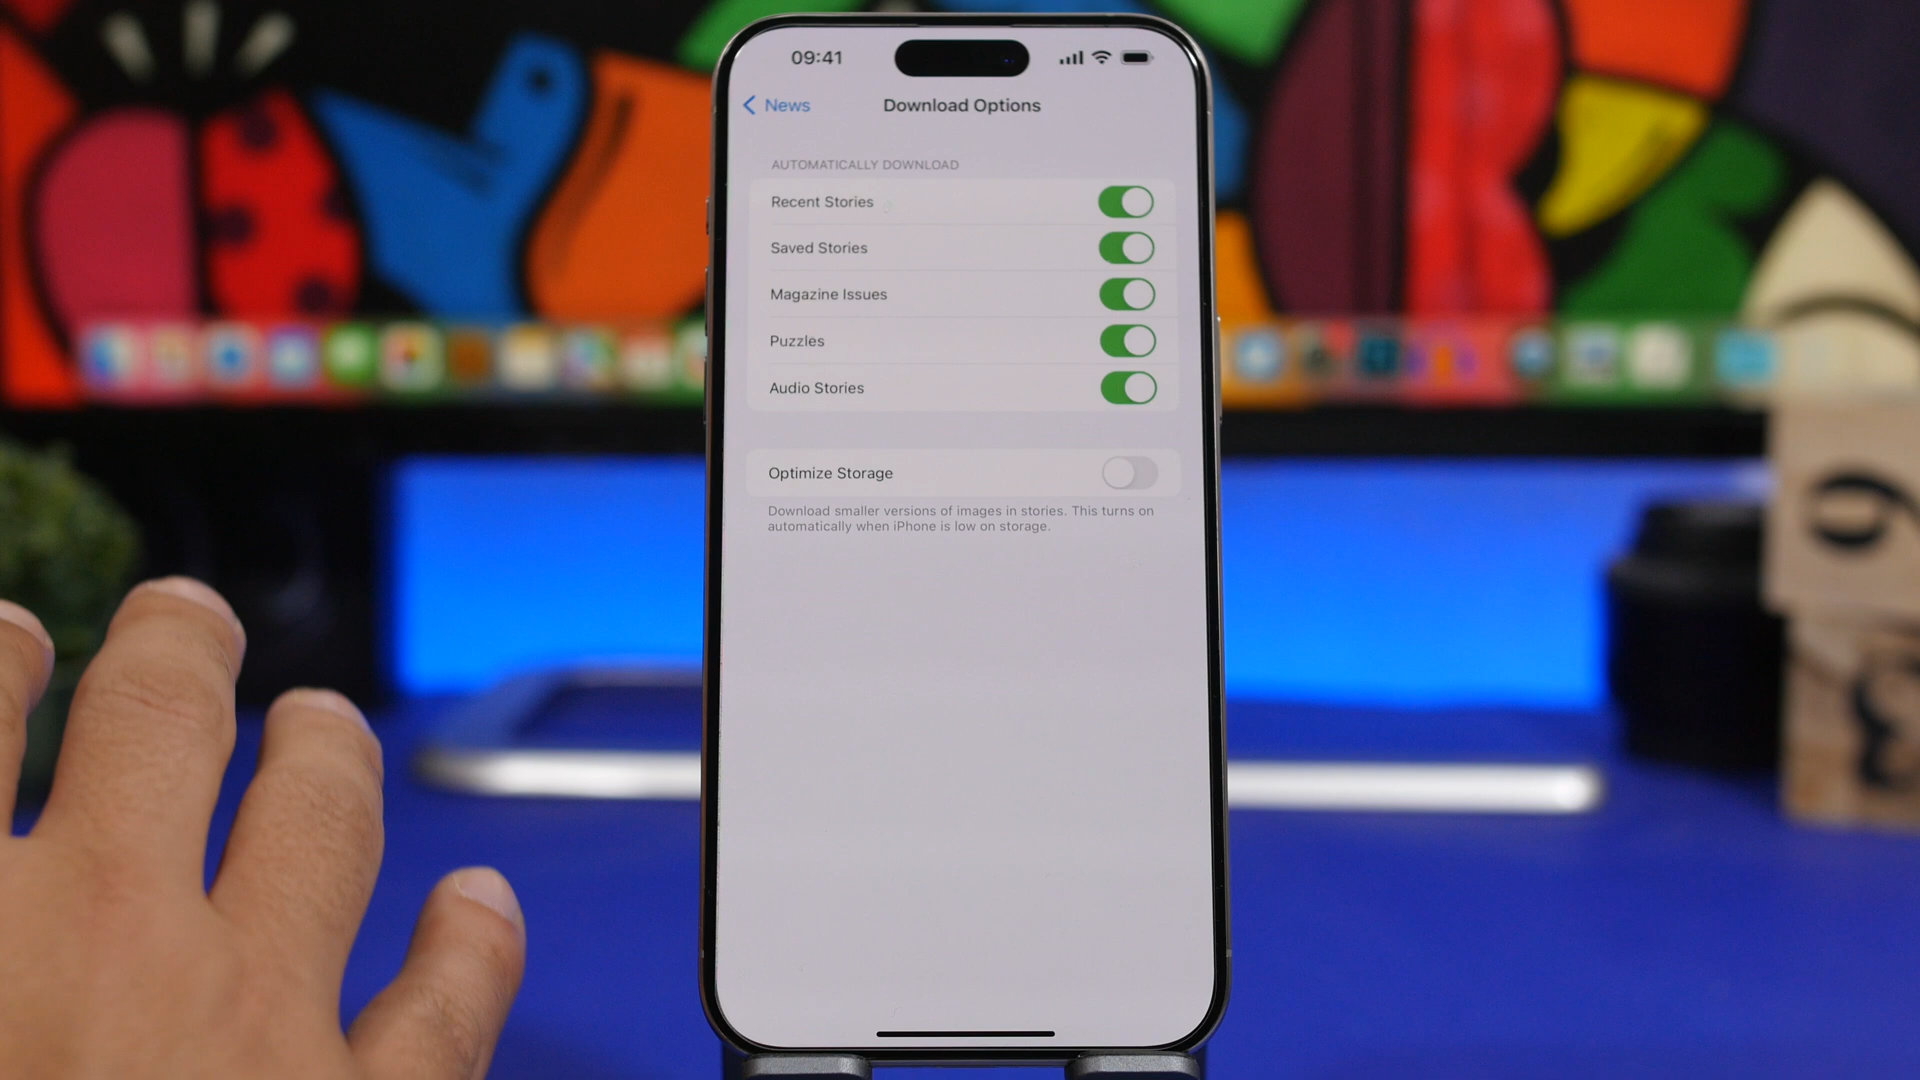 09:41
News
Download Options
AUTOMATICALLY DOWNLOAD
Recent Stories
Saved Stories
Magazine Issues
Puzzles
Audio Stories
Optimize Storage
Download smaller versions of images in stories. This turns on
automatically when iPhone is low on storage.